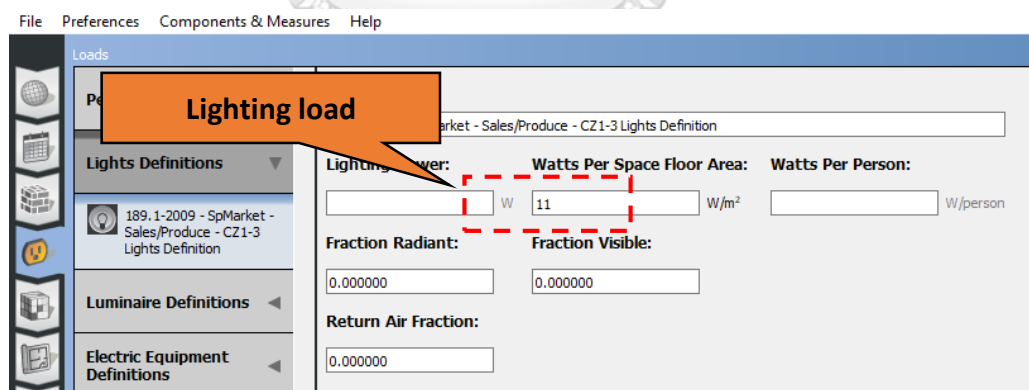 File Preferences Components & Measures Help
Loads
Lighting load
Sales/Produce - CZ1-3 Lights Definition
Lights Definitions
Watts Per Space Floor Area: Watts Per Person:
W 11 W/m² W/person
189.1-2009 - SpMarket -
Sales/Produce - CZ1-3
Lights Definition
Fraction Radiant: Fraction Visible:
0.000000 0.000000
Luminaire Definitions
Return Air Fraction:
Electric Equipment
Definitions
0.000000